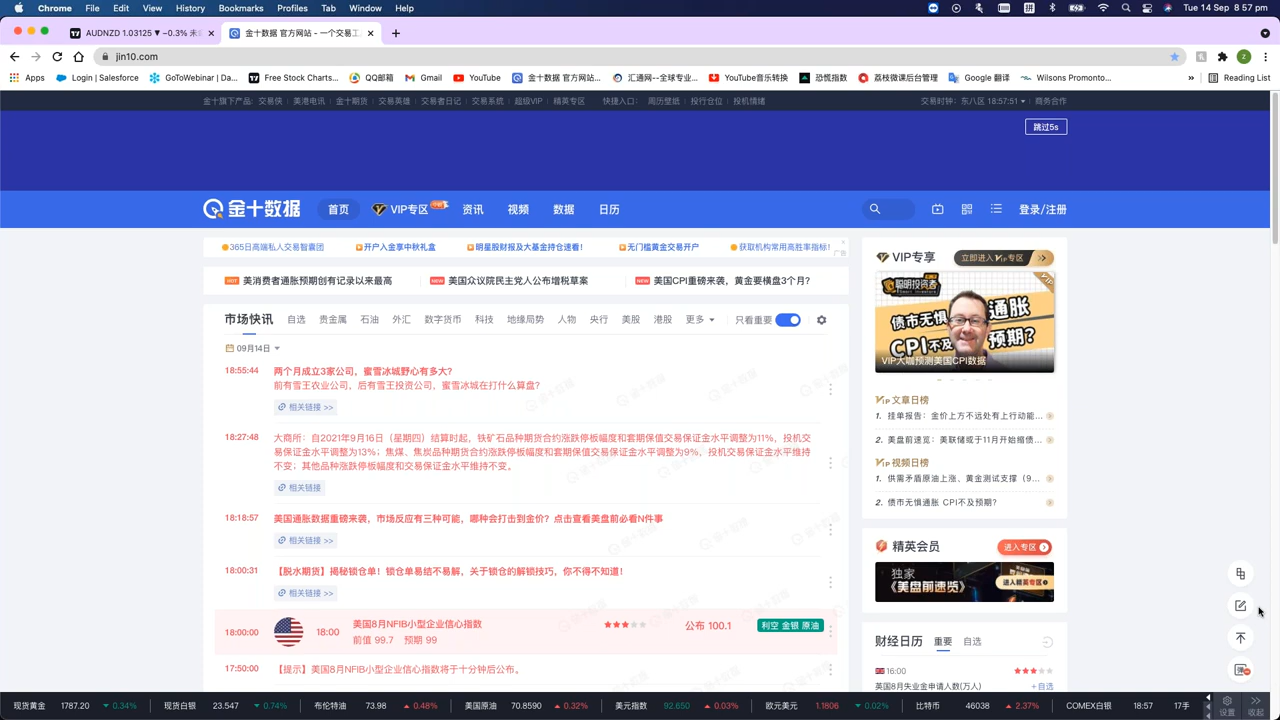 Chrome File Edit View History Bookmarks Profiles Tab Window Help
Tue 14 Sep 8 57 pm
AUDNZD 1.03125 ▼ −0.3% 未
金十数据 官方网站 - 一个交易工
jin10.com
Apps Login | Salesforce GoToWebinar | Da... Free Stock Charts... QQ邮箱 Gmail YouTube 金十数据 官方网站... 汇通网--全球专业... YouTube音乐转换 恐慌指数 荔枝微课后台管理 Google 翻译 Wilsons Promonto... » Reading List
金十旗下产品: 交易侠 美港电讯 金十期货 交易英雄 交易者日记 交易系统 超级VIP 精英专区 快捷入口: 周历壁纸 投行仓位 投机情绪
交易时钟: 东八区 18:57:51 商务合作
跳过5s
金十数据 首页 VIP专区 资讯 视频 数据 日历 登录/注册
365日高端私人交易智囊团 开户入金享中秋礼盒 明星股财报及大基金持仓速看! 无门槛黄金交易开户 获取机构常用高胜率指标!
广告
HOT 美消费者通胀预期创有记录以来最高 NEW 美国众议院民主党人公布增税草案 NEW 美国CPI重磅来袭，黄金要横盘3个月?
市场快讯 自选 贵金属 石油 外汇 数字货币 科技 地缘局势 人物 央行 美股 港股 更多 只看重要
09月14日
18:55:44 两个月成立3家公司，蜜雪冰城野心有多大?
前有雪王农业公司，后有雪王投资公司，蜜雪冰城在打什么算盘?
相关链接 >>
18:27:48 大商所：自2021年9月16日（星期四）结算时起，铁矿石品种期货合约涨跌停板幅度和套期保值交易保证金水平调整为11%，投机交
易保证金水平调整为13%；焦煤、焦炭品种期货合约涨跌停板幅度和套期保值交易保证金水平调整为9%、投机交易保证金水平维持
不变；其他品种涨跌停板幅度和交易保证金水平维持不变。
相关链接
18:18:57 美国通胀数据重磅来袭，市场反应有三种可能，哪种会打击到金价？点击查看美盘前必看N件事
相关链接 >>
18:00:31 【脱水期货】揭秘锁仓单！锁仓单易结不易解，关于锁仓的解锁技巧，你不得不知道！
相关链接 >>
18:00:00 18:00 美国8月NFIB小型企业信心指数
前值 99.7 预期 99
公布 100.1 利空 金银 原油
17:50:00 【提示】美国8月NFIB小型企业信心指数将于十分钟后公布。
VIP专享 立即进入VIP专区
聪明投资者
VIP
债市无惧通胀
CPI不及预期?
VIP大咖预测美国CPI数据
Vip文章日榜
1. 挂单报告：金价上方不远处有上行动能...
2. 美盘前速览：美联储或于11月开始缩债...
Vip视频日榜
1. 供需矛盾原油上涨、黄金测试支撑（9...
2. 债市无惧通胀 CPI不及预期?
精英会员 进入专区
独家
《美盘前速览》
进入精英专区
财经日历 重要 自选
16:00
英国8月失业金申请人数(万人) +自选
现货黄金 1787.20 0.34% 现货白银 23.547 0.74% 布伦特油 73.98 0.48% 美国原油 70.8590 0.32% 美元指数 92.650 0.03% 欧元美元 1.1806 0.02% 比特币 46038 2.37% COMEX白银 18:57 17手
设置 收起